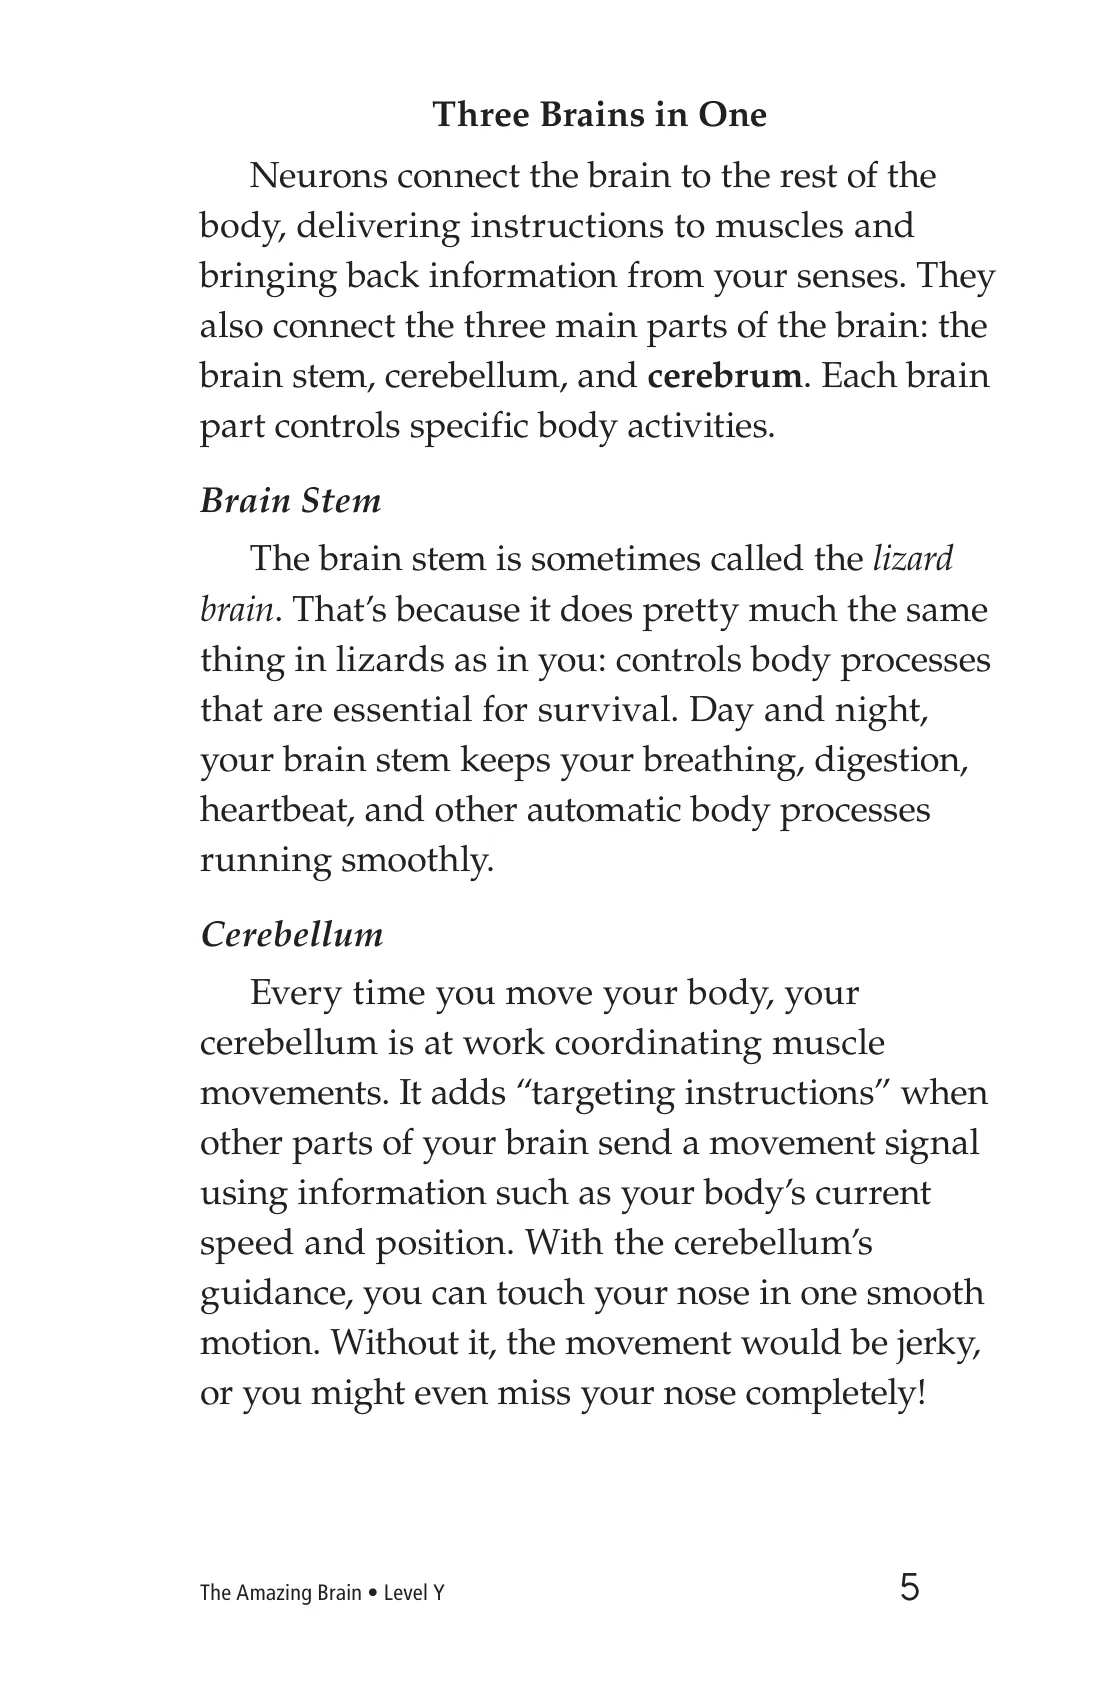 Three Brains in One
Neurons connect the brain to the rest of the
body, delivering instructions to muscles and
bringing back information from your senses. They
also connect the three main parts of the brain: the
brain stem, cerebellum, and cerebrum. Each brain
part controls specific body activities.
Brain Stem
The brain stem is sometimes called the lizard
brain. That’s because it does pretty much the same
thing in lizards as in you: controls body processes
that are essential for survival. Day and night,
your brain stem keeps your breathing, digestion,
heartbeat, and other automatic body processes
running smoothly.
Cerebellum
Every time you move your body, your
cerebellum is at work coordinating muscle
movements. It adds “targeting instructions” when
other parts of your brain send a movement signal
using information such as your body’s current
speed and position. With the cerebellum’s
guidance, you can touch your nose in one smooth
motion. Without it, the movement would be jerky,
or you might even miss your nose completely!
The Amazing Brain • Level Y 5